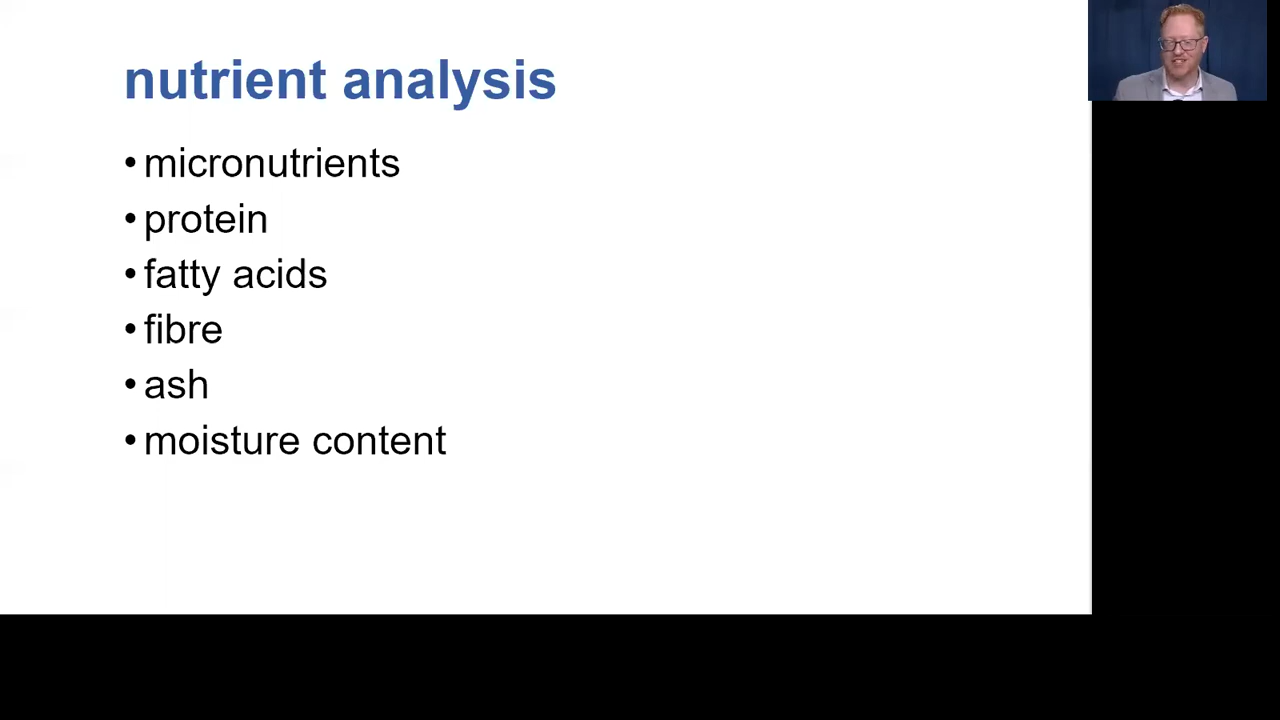 nutrient analysis
• micronutrients
• protein
• fatty acids
• fibre
• ash
• moisture content